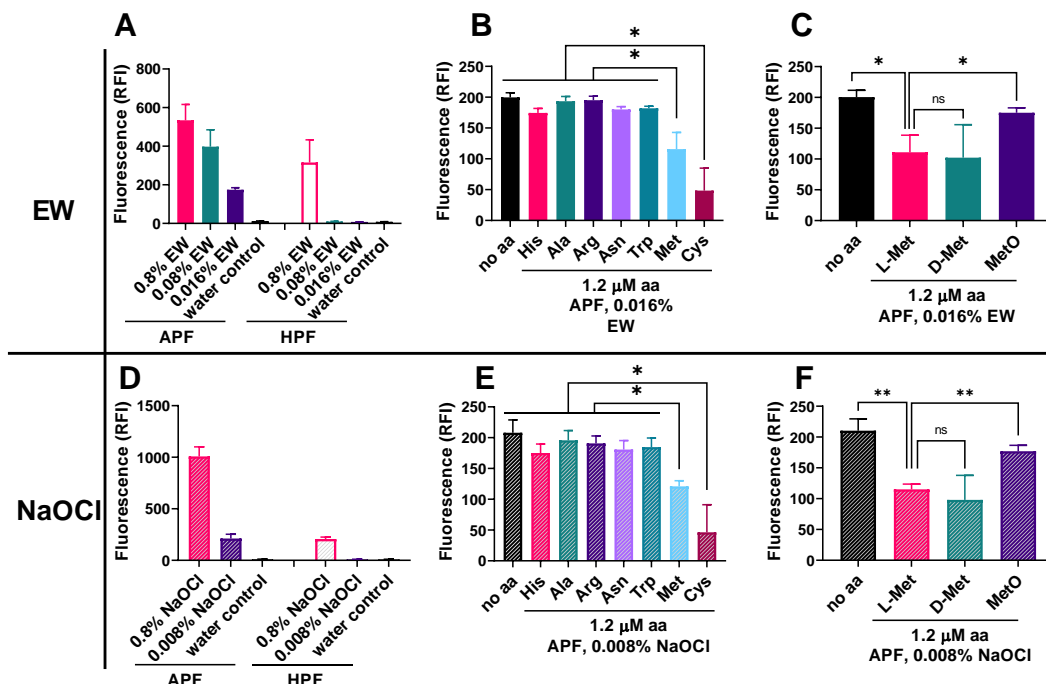 A
Fluorescence (RFI)
800
600
400
200
0
0.8% EW
0.08% EW
0.016% EW
water control
0.8% EW
0.08% EW
0.016% EW
water control
APF
HPF
B
*
*
Fluorescence (RFI)
250
200
150
100
50
0
no aa
His
Ala
Arg
Asn
Trp
Met
Cys
1.2 μM aa
APF, 0.016%
EW
C
*
*
ns
Fluorescence (RFI)
250
200
150
100
50
0
no aa
L-Met
D-Met
MetO
1.2 μM aa
APF, 0.016% EW
EW
D
Fluorescence (RFI)
1500
1000
500
0
0.8% NaOCl
0.008% NaOCl
water control
0.8% NaOCl
0.008% NaOCl
water control
APF
HPF
E
*
*
Fluorescence (RFI)
250
200
150
100
50
0
no aa
His
Ala
Arg
Asn
Trp
Met
Cys
1.2 μM aa
APF, 0.008% NaOCl
F
**
**
ns
Fluorescence (RFI)
250
200
150
100
50
0
no aa
L-Met
D-Met
MetO
1.2 μM aa
APF, 0.008% NaOCl
NaOCl